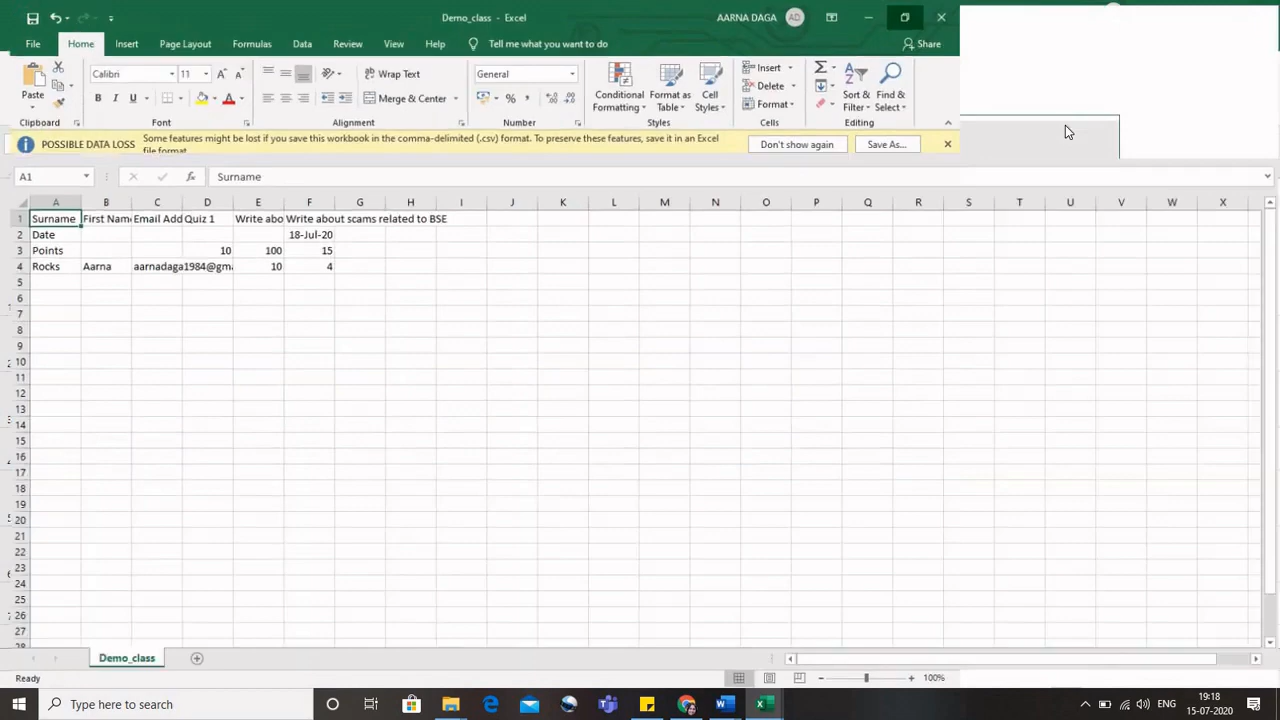 Demo_class - Excel
AARNA DAGA
AD
File Home Insert Page Layout Formulas Data Review View Help Tell me what you want to do Share
Paste
Calibri 11
B I U
A A
Wrap Text
Merge & Center
General
% ,
Conditional Formatting
Format as Table
Cell Styles
Insert
Delete
Format
Sort & Filter
Find & Select
Clipboard Font Alignment Number Styles Cells Editing
POSSIBLE DATA LOSS Some features might be lost if you save this workbook in the comma-delimited (.csv) format. To preserve these features, save it in an Excel
file format.
Don't show again Save As...
A1 fx Surname
A B C D E F G H I J K L M N O P Q R S T U V W X
1 Surname First Name Email Add Quiz 1 Write abo Write about scams related to BSE
2 Date 18-Jul-20
3 Points 10 100 15
4 Rocks Aarna aarnadaga1984@gma 10 4
5
6
7
8
9
10
11
12
13
14
15
16
17
18
19
20
21
22
23
24
25
26
27
28
Demo_class
Ready 100%
Type here to search
ENG
19:18
15-07-2020